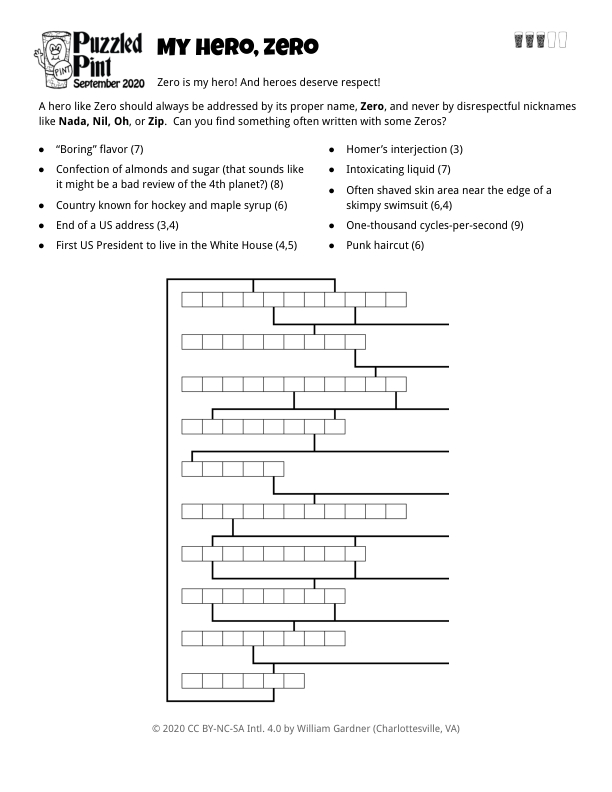 Puzzled
Pint
PINT
September 2020
MY HERO, ZERO
Zero is my hero! And heroes deserve respect!
A hero like Zero should always be addressed by its proper name, Zero, and never by disrespectful nicknames
like Nada, Nil, Oh, or Zip.  Can you find something often written with some Zeros?
● “Boring” flavor (7)
● Confection of almonds and sugar (that sounds like
it might be a bad review of the 4th planet?) (8)
● Country known for hockey and maple syrup (6)
● End of a US address (3,4)
● First US President to live in the White House (4,5)
● Homer’s interjection (3)
● Intoxicating liquid (7)
● Often shaved skin area near the edge of a
skimpy swimsuit (6,4)
● One-thousand cycles-per-second (9)
● Punk haircut (6)
© 2020 CC BY-NC-SA Intl. 4.0 by William Gardner (Charlottesville, VA)